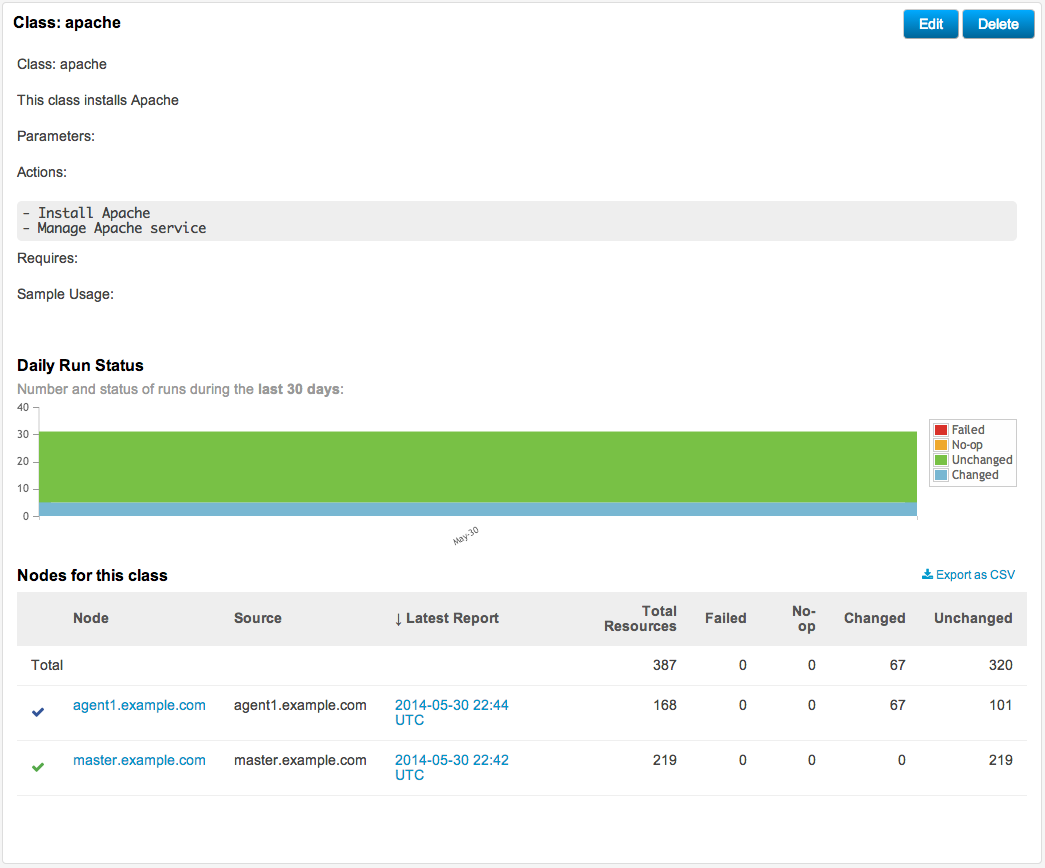 Class: apache
Edit
Delete
Class: apache
This class installs Apache
Parameters:
Actions:
- Install Apache
- Manage Apache service
Requires:
Sample Usage:
Daily Run Status
Number and status of runs during the last 30 days:
40
30
20
10
0
May-30
Failed
No-op
Unchanged
Changed
Nodes for this class
Export as CSV
Node Source ↓ Latest Report Total Resources Failed No-op Changed Unchanged
Total 387 0 0 67 320
agent1.example.com agent1.example.com 2014-05-30 22:44 UTC 168 0 0 67 101
master.example.com master.example.com 2014-05-30 22:42 UTC 219 0 0 0 219